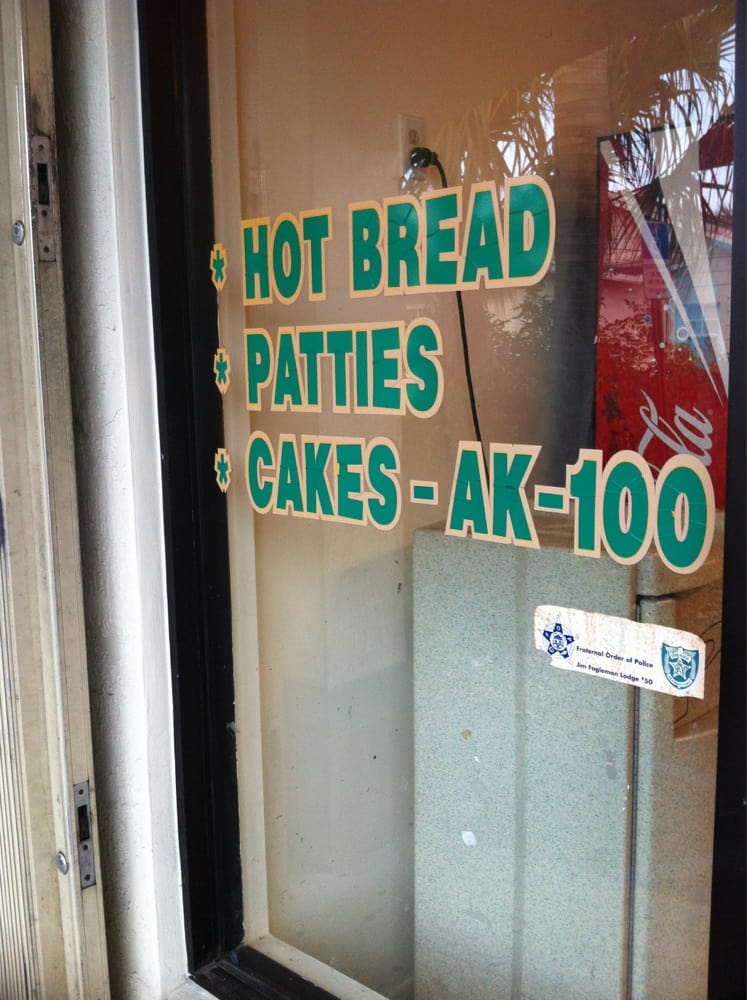 * HOT BREAD
* PATTIES
* CAKES - AK-100
Fraternal Order of Police
Jim Fogleman Lodge #50